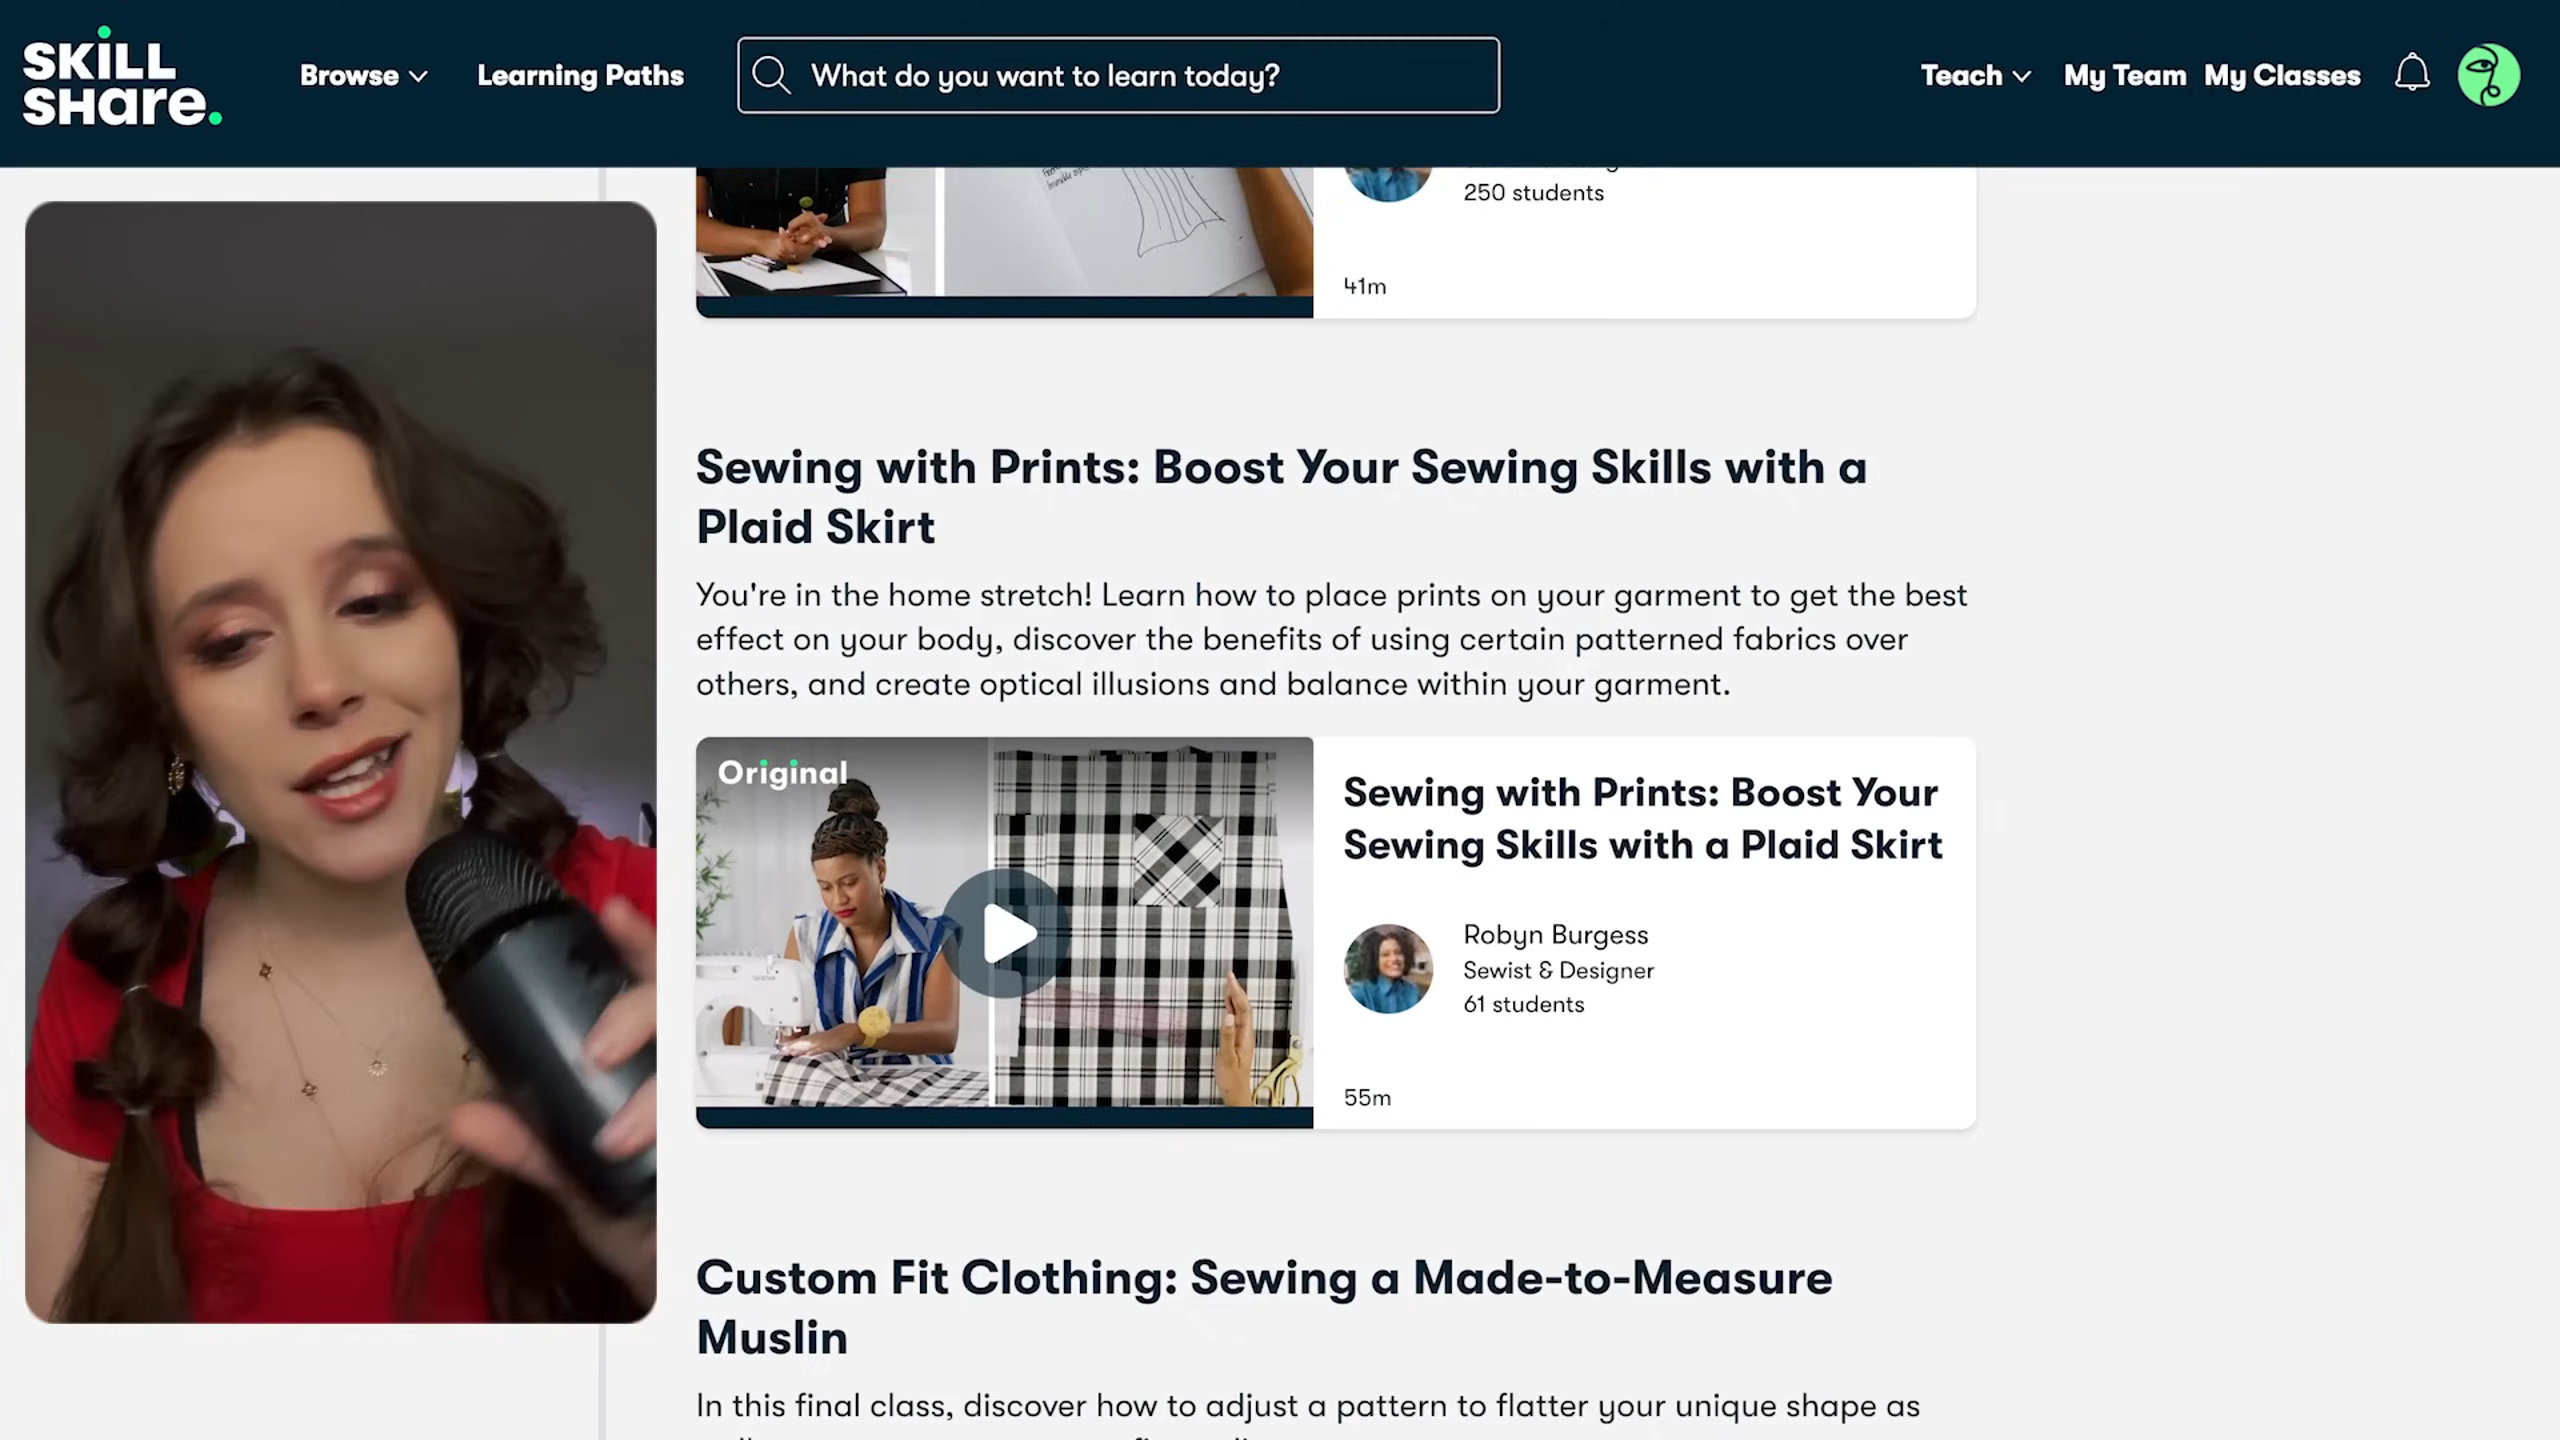 SKILL
SHare.
Browse
Learning Paths
What do you want to learn today?
Teach
My Team
My Classes
250 students
41m
Sewing with Prints: Boost Your Sewing Skills with a
Plaid Skirt
You're in the home stretch! Learn how to place prints on your garment to get the best
effect on your body, discover the benefits of using certain patterned fabrics over
others, and create optical illusions and balance within your garment.
Original
Sewing with Prints: Boost Your
Sewing Skills with a Plaid Skirt
Robyn Burgess
Sewist & Designer
61 students
55m
Custom Fit Clothing: Sewing a Made-to-Measure
Muslin
In this final class, discover how to adjust a pattern to flatter your unique shape as